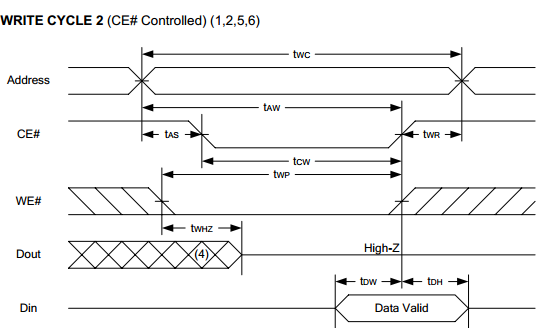 WRITE CYCLE 2 (CE# Controlled) (1,2,5,6)
tWC
Address
tAW
CE#
tAS
tWR
tCW
tWP
WE#
tWHZ
Dout
(4)
High-Z
tDW
tDH
Din
Data Valid